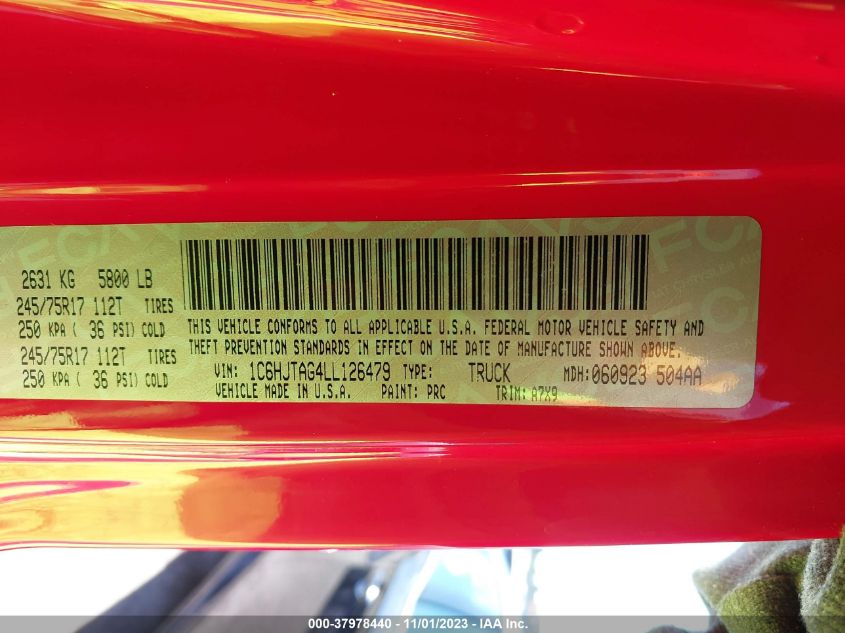 2631 KG 5800 LB
245/75R17 112T TIRES
250 KPA ( 36 PSI) COLD
245/75R17 112T TIRES
250 KPA ( 36 PSI) COLD
THIS VEHICLE CONFORMS TO ALL APPLICABLE U.S.A. FEDERAL MOTOR VEHICLE SAFETY AND
THEFT PREVENTION STANDARDS IN EFFECT ON THE DATE OF MANUFACTURE SHOWN ABOVE.
VIN: 1C6HJTAG4LL126479 TYPE: TRUCK MDH: 060923 504AA
VEHICLE MADE IN U.S.A. PAINT: PRC TRIM: A7X9
000-37978440 - 11/01/2023 - IAA Inc.